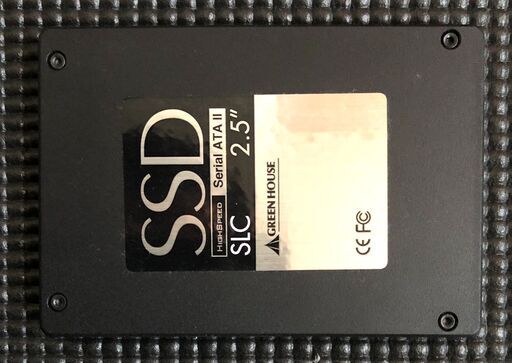 SSD
HIGHSPEED Serial ATA II
SLC 2.5"
GREEN HOUSE
CE FC